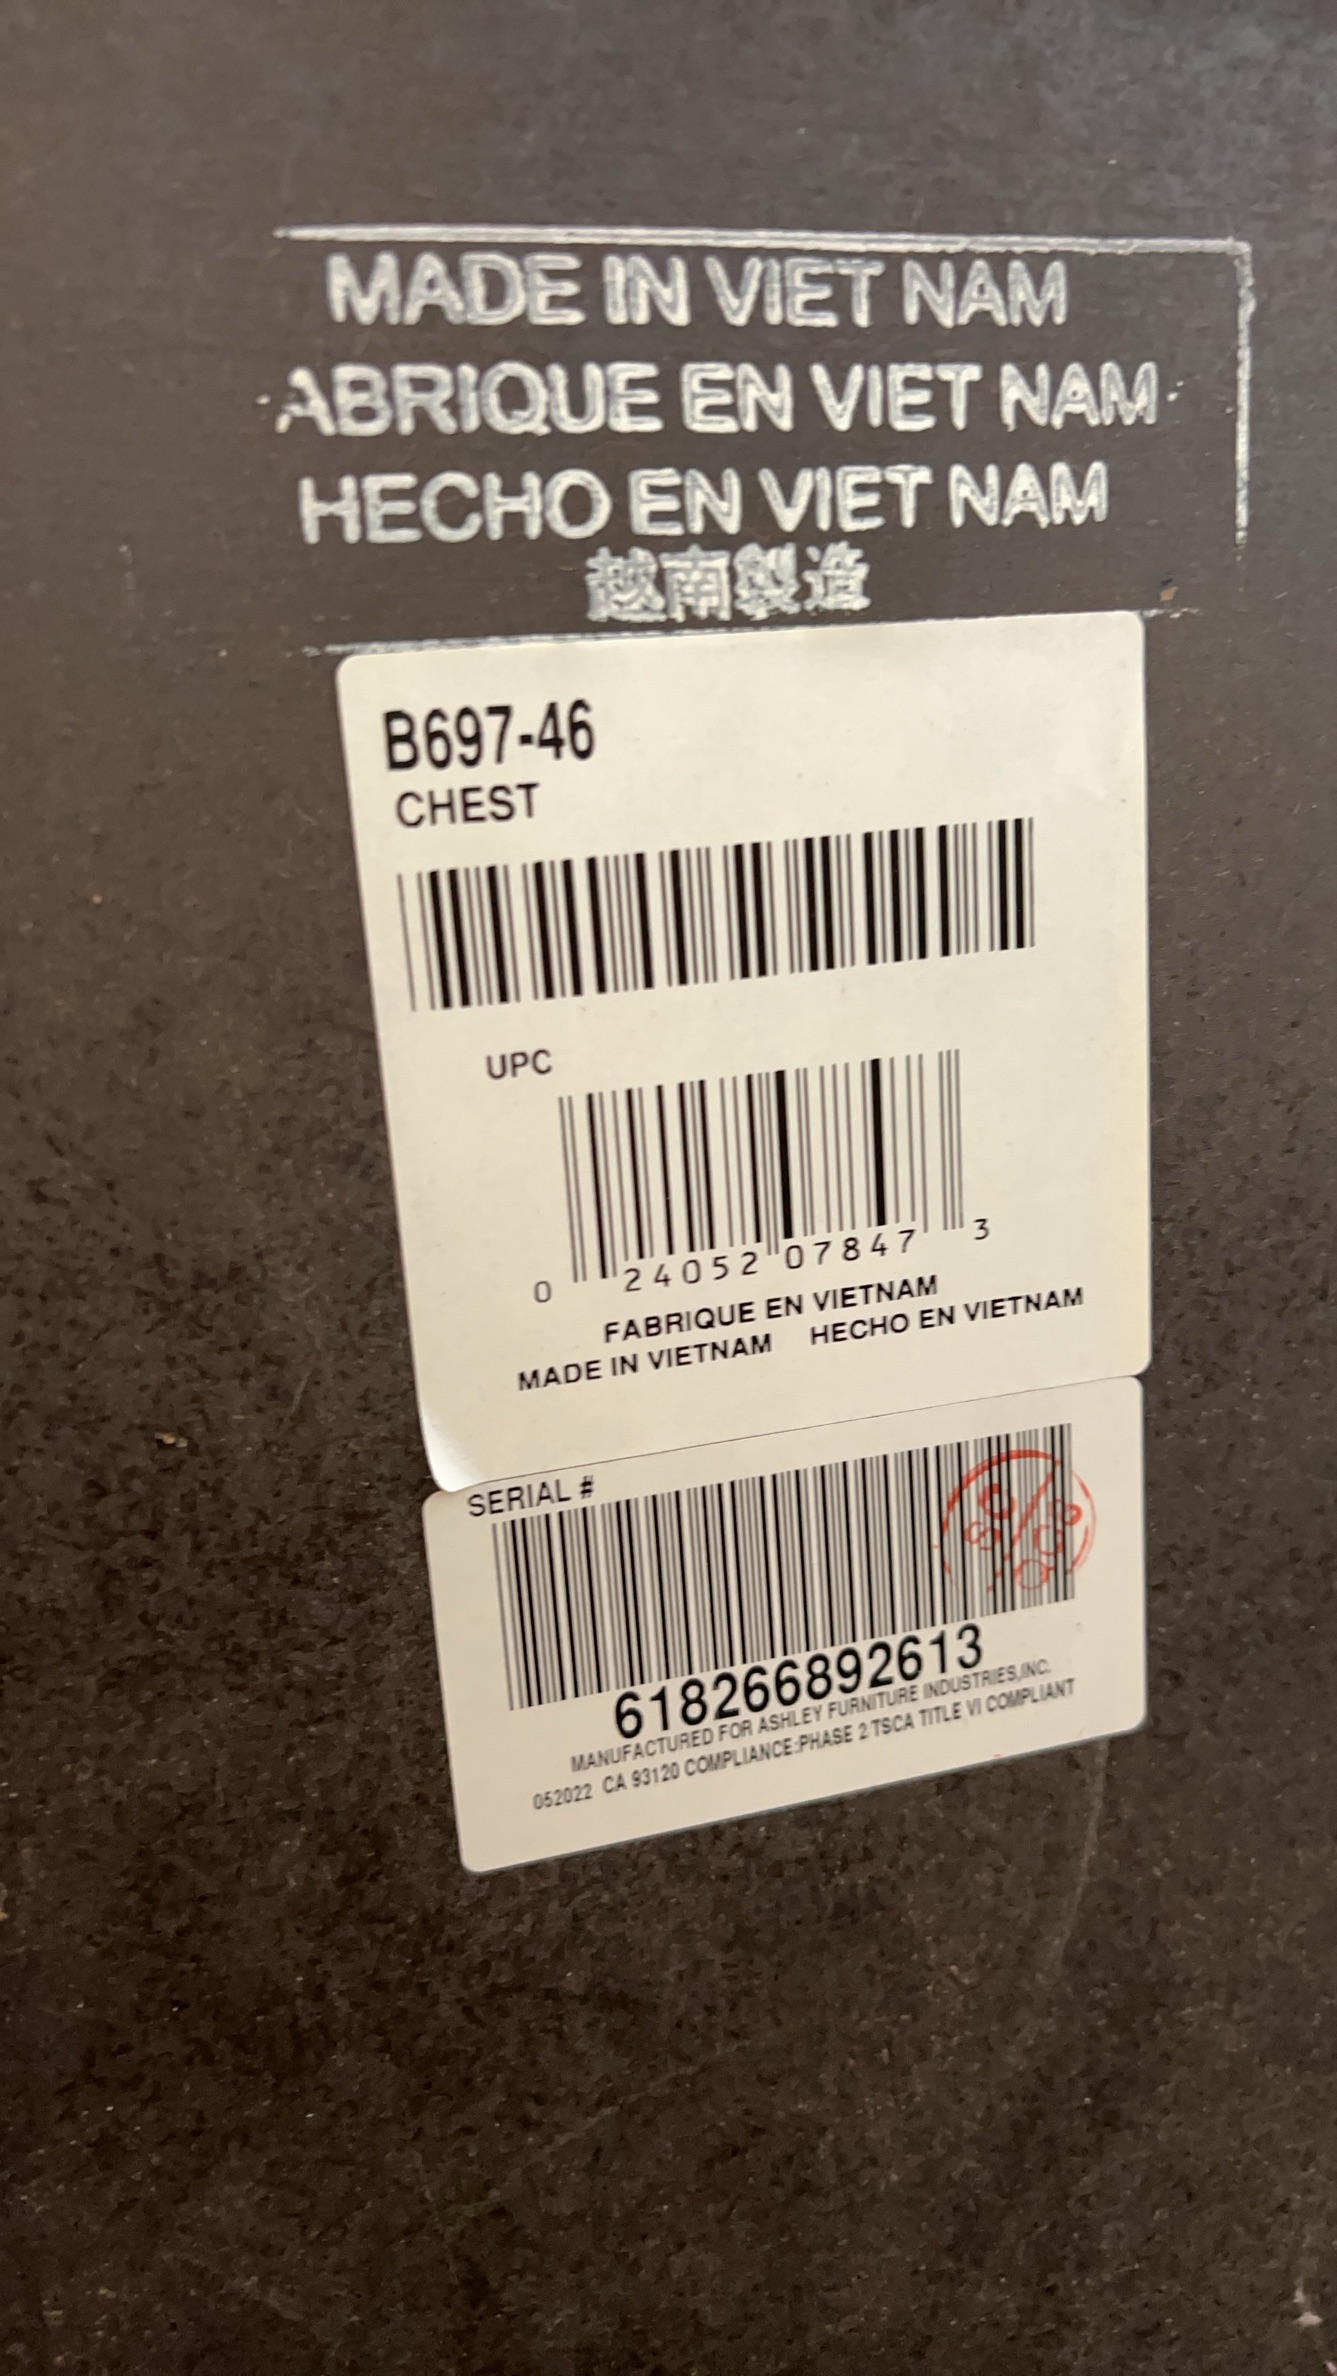 MADE IN VIET NAM
ABRIQUE EN VIET NAM
HECHO EN VIET NAM
越南製造
B697-46
CHEST
UPC
0 24052 07847 3
FABRIQUE EN VIETNAM
MADE IN VIETNAM HECHO EN VIETNAM
SERIAL #
618266892613
MANUFACTURED FOR ASHLEY FURNITURE INDUSTRIES,INC.
052022 CA 93120 COMPLIANCE:PHASE 2 TSCA TITLE VI COMPLIANT